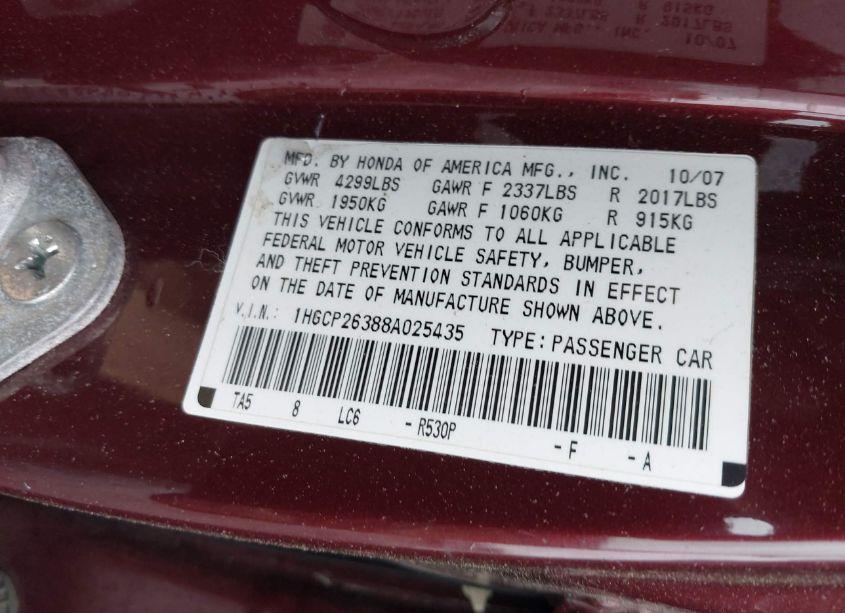 MFD. BY HONDA OF AMERICA MFG., INC. 10/07
GVWR 4299LBS GAWR F 2337LBS R 2017LBS
GVWR 1950KG GAWR F 1060KG R 915KG
THIS VEHICLE CONFORMS TO ALL APPLICABLE
FEDERAL MOTOR VEHICLE SAFETY, BUMPER,
AND THEFT PREVENTION STANDARDS IN EFFECT
ON THE DATE OF MANUFACTURE SHOWN ABOVE.
V.I.N.: 1HGCP26388A025435 TYPE:PASSENGER CAR
TA5 8 LC6 -R530P -F -A